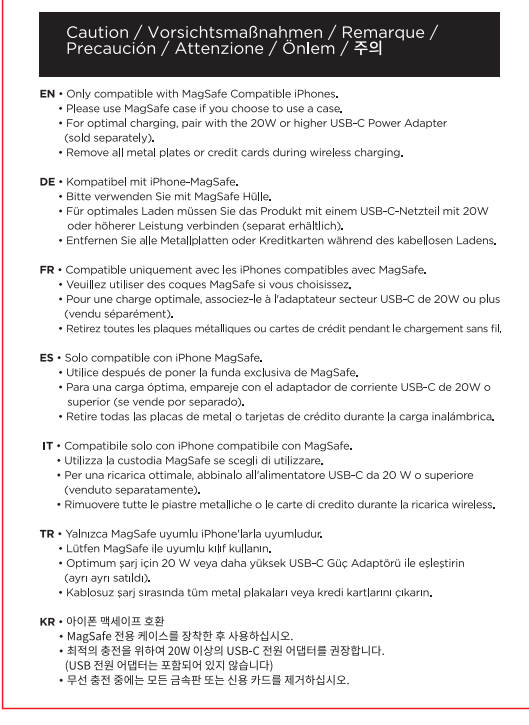 Caution / Vorsichtsmaßnahmen / Remarque /
Precaución / Attenzione / Önlem / 주의
EN • Only compatible with MagSafe Compatible iPhones.
• Please use MagSafe case if you choose to use a case.
• For optimal charging, pair with the 20W or higher USB-C Power Adapter
(sold separately).
• Remove all metal plates or credit cards during wireless charging.
DE • Kompatibel mit iPhone-MagSafe.
• Bitte verwenden Sie mit MagSafe Hülle.
• Für optimales Laden müssen Sie das Produkt mit einem USB-C-Netzteil mit 20W
oder höherer Leistung verbinden (separat erhältlich).
• Entfernen Sie alle Metallplatten oder Kreditkarten während des kabellosen Ladens.
FR • Compatible uniquement avec les iPhones compatibles avec MagSafe.
• Veuillez utiliser des coques MagSafe si vous choisissez.
• Pour une charge optimale, associez-le à l'adaptateur secteur USB-C de 20W ou plus
(vendu séparément).
• Retirez toutes les plaques métalliques ou cartes de crédit pendant le chargement sans fil.
ES • Solo compatible con iPhone MagSafe.
• Utilice después de poner la funda exclusiva de MagSafe.
• Para una carga óptima, empareje con el adaptador de corriente USB-C de 20W o
superior (se vende por separado).
• Retire todas las placas de metal o tarjetas de crédito durante la carga inalámbrica.
IT • Compatibile solo con iPhone compatibile con MagSafe.
• Utilizza la custodia MagSafe se scegli di utilizzare.
• Per una ricarica ottimale, abbinalo all'alimentatore USB-C da 20 W o superiore
(venduto separatamente).
• Rimuovere tutte le piastre metalliche o le carte di credito durante la ricarica wireless.
TR • Yalnızca MagSafe uyumlu iPhone'larla uyumludur.
• Lütfen MagSafe ile uyumlu kılıf kullanın.
• Optimum şarj için 20 W veya daha yüksek USB-C Güç Adaptörü ile eşleştirin
(ayrı ayrı satıldı).
• Kablosuz şarj sırasında tüm metal plakaları veya kredi kartlarını çıkarın.
KR • 아이폰 맥세이프 호환
• MagSafe 전용 케이스를 장착한 후 사용하십시오.
• 최적의 충전을 위하여 20W 이상의 USB-C 전원 어댑터를 권장합니다.
(USB 전원 어댑터는 포함되어 있지 않습니다)
• 무선 충전 중에는 모든 금속판 또는 신용 카드를 제거하십시오.